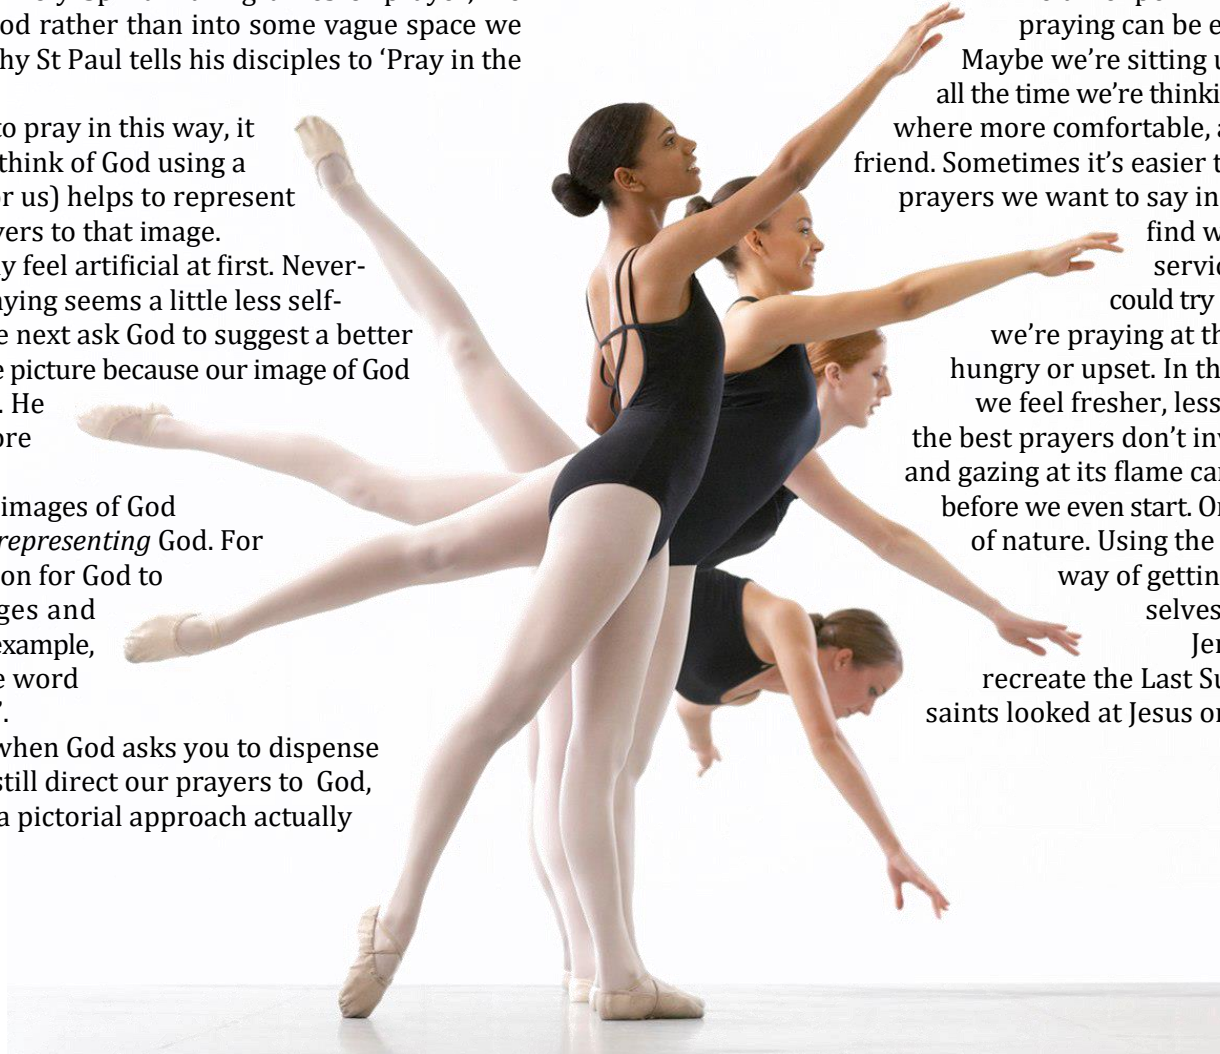 od rather than into some vague space we
hy St Paul tells his disciples to ‘Pray in the
to pray in this way, it
think of God using a
or us) helps to represent
yers to that image.
y feel artificial at first. Never-
aying seems a little less self-
e next ask God to suggest a better
e picture because our image of God
. He
ore
images of God
representing God. For
on for God to
ges and
example,
e word
’.
when God asks you to dispense
still direct our prayers to God,
a pictorial approach actually
praying can be e
Maybe we’re sitting u
all the time we’re thinki
where more comfortable, a
friend. Sometimes it’s easier t
prayers we want to say in
find w
servic
could try
we’re praying at th
hungry or upset. In th
we feel fresher, less
the best prayers don’t inv
and gazing at its flame can
before we even start. Or
of nature. Using the
way of gettin
selves
Jer
recreate the Last Su
saints looked at Jesus or